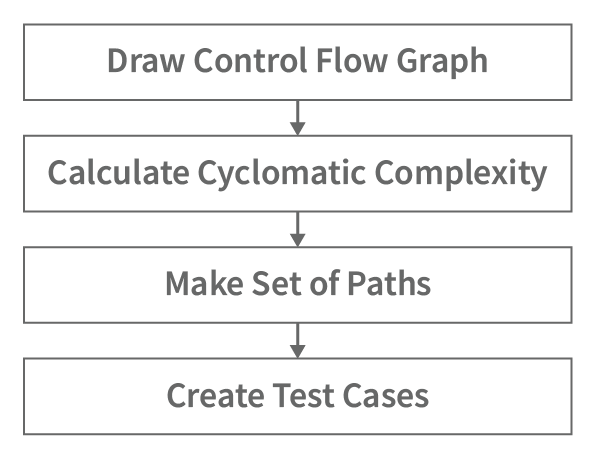 Draw Control Flow Graph
Calculate Cyclomatic Complexity
Make Set of Paths
Create Test Cases